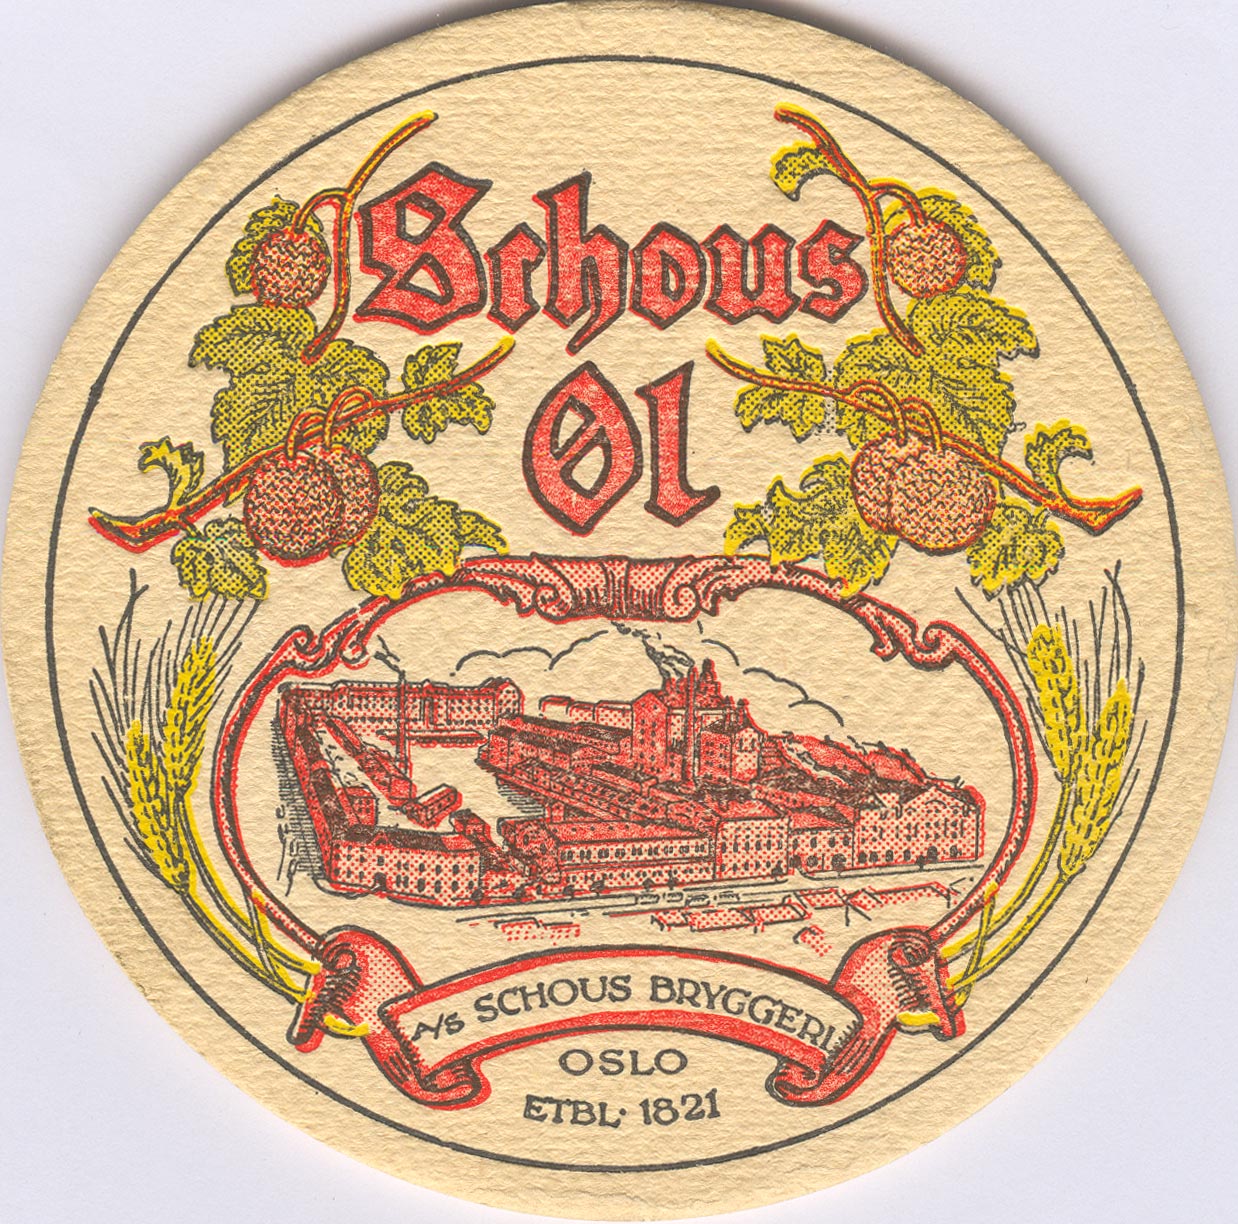 Schous
Øl
A/S SCHOUS BRYGGERI
OSLO
ETBL· 1821